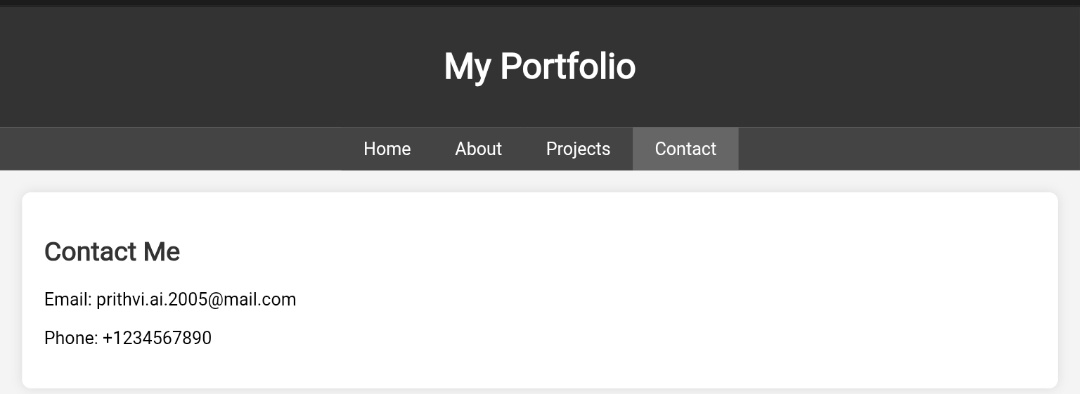 My Portfolio
Home About Projects Contact
Contact Me
Email: prithvi.ai.2005@mail.com
Phone: +1234567890